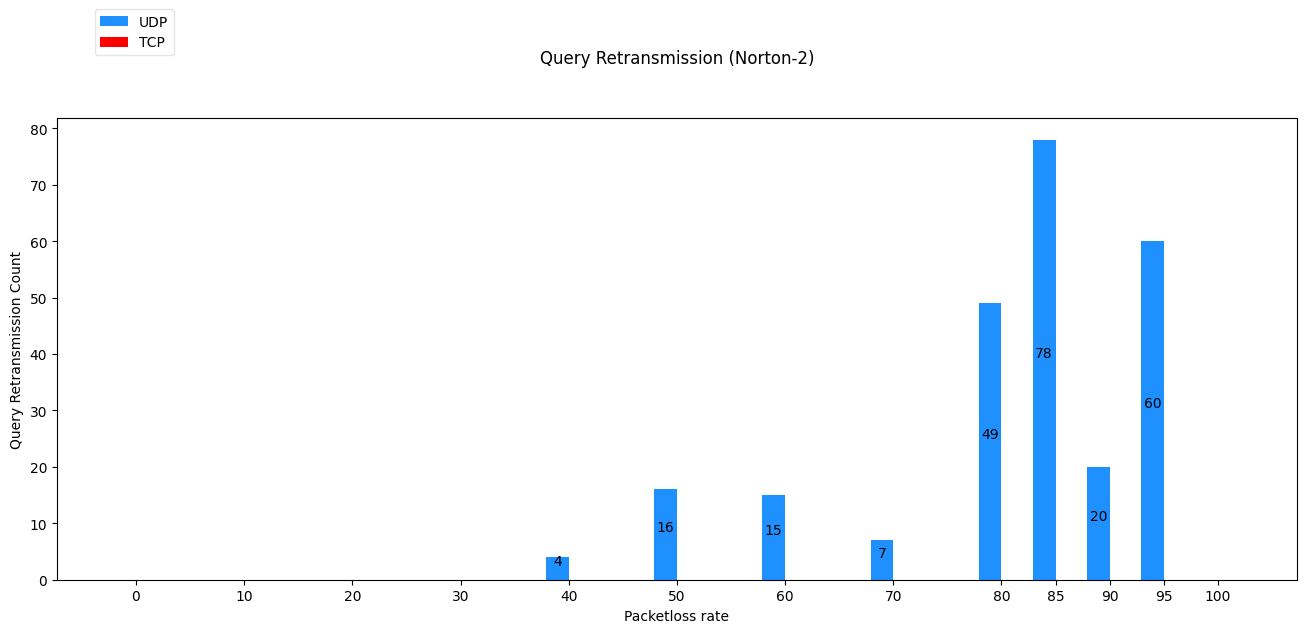 UDP
TCP
Query Retransmission (Norton-2)
Query Retransmission Count
80
70
60
50
40
30
20
10
0
4
16
15
7
49
78
20
60
0 10 20 30 40 50 60 70 80 85 90 95 100
Packetloss rate